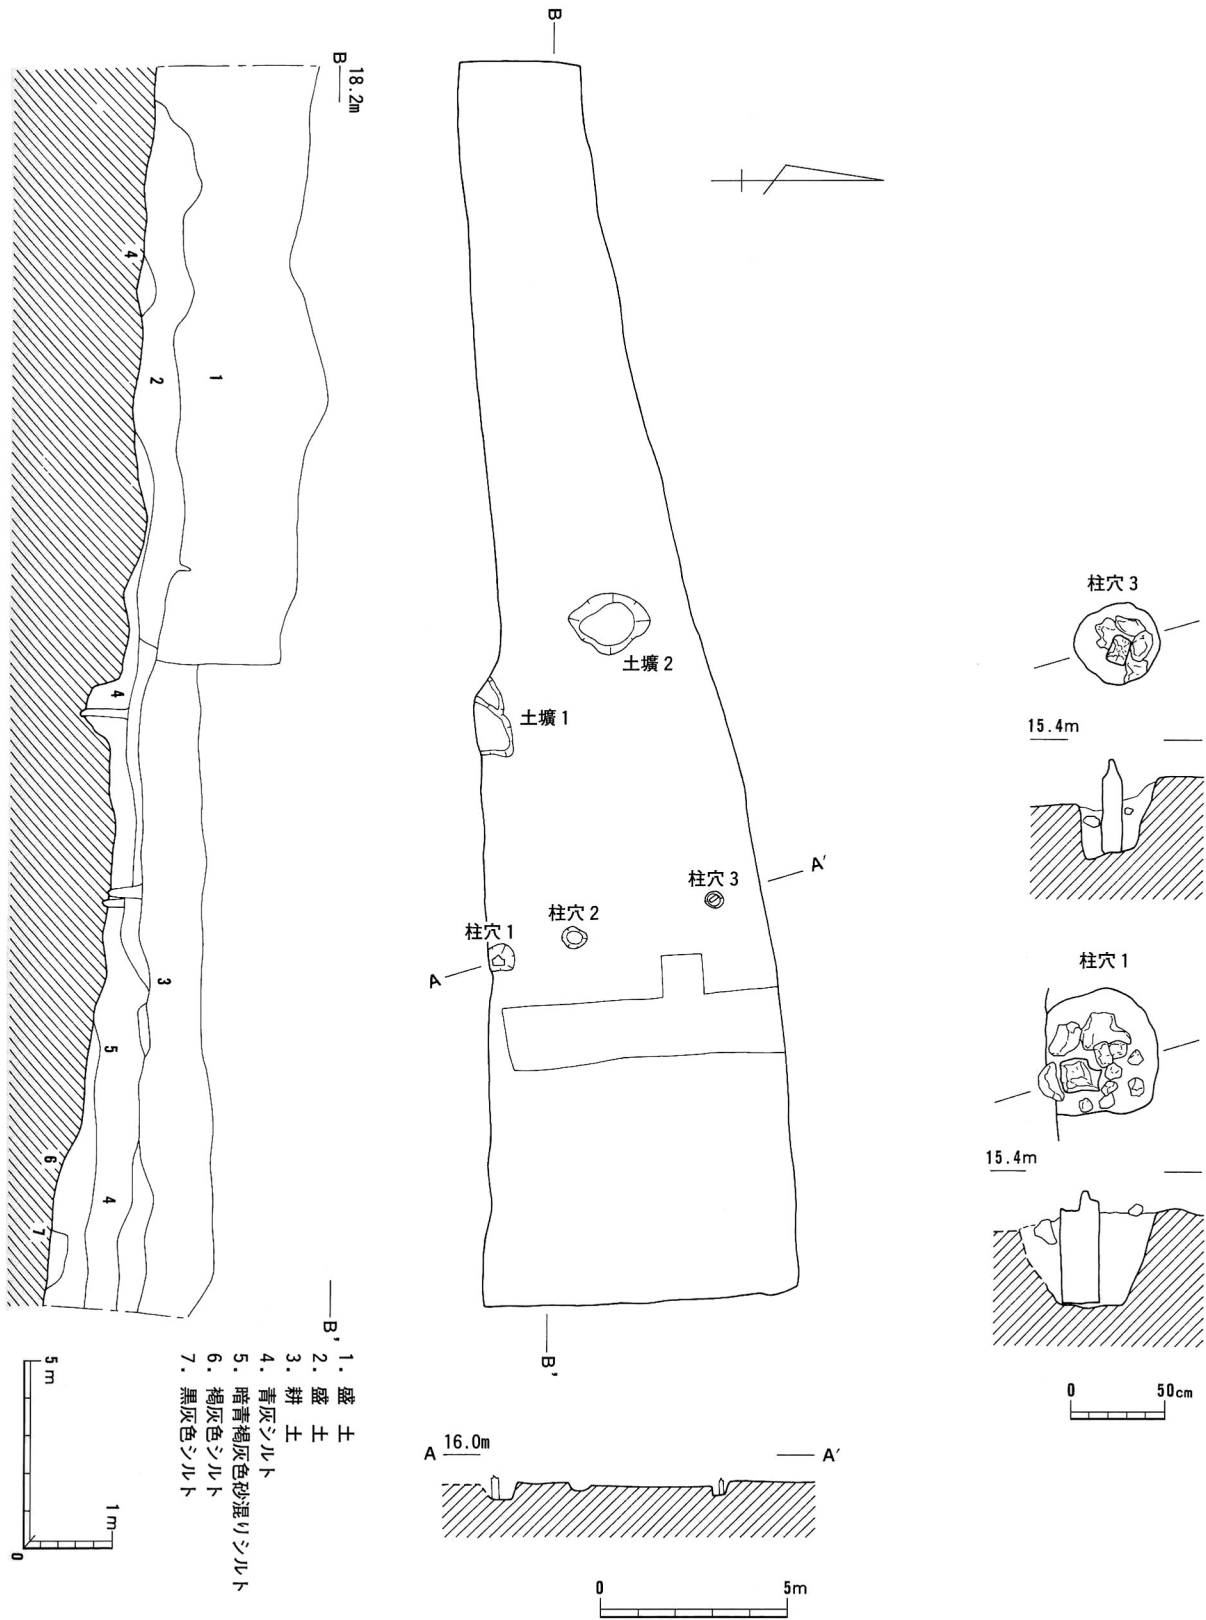 B
B 18.2m
4
2
1
4
3
5
6
4
7
B'
1．盛　土
2．盛　土
3．耕　土
4．青灰シルト
5．暗青褐灰色砂混りシルト
6．褐灰色シルト
7．黒灰色シルト
5m
1m
0
土壙2
土壙1
柱穴3
A'
柱穴2
柱穴1
A
B'
A 16.0m
A'
0
5m
柱穴3
15.4m
柱穴1
15.4m
0
50cm